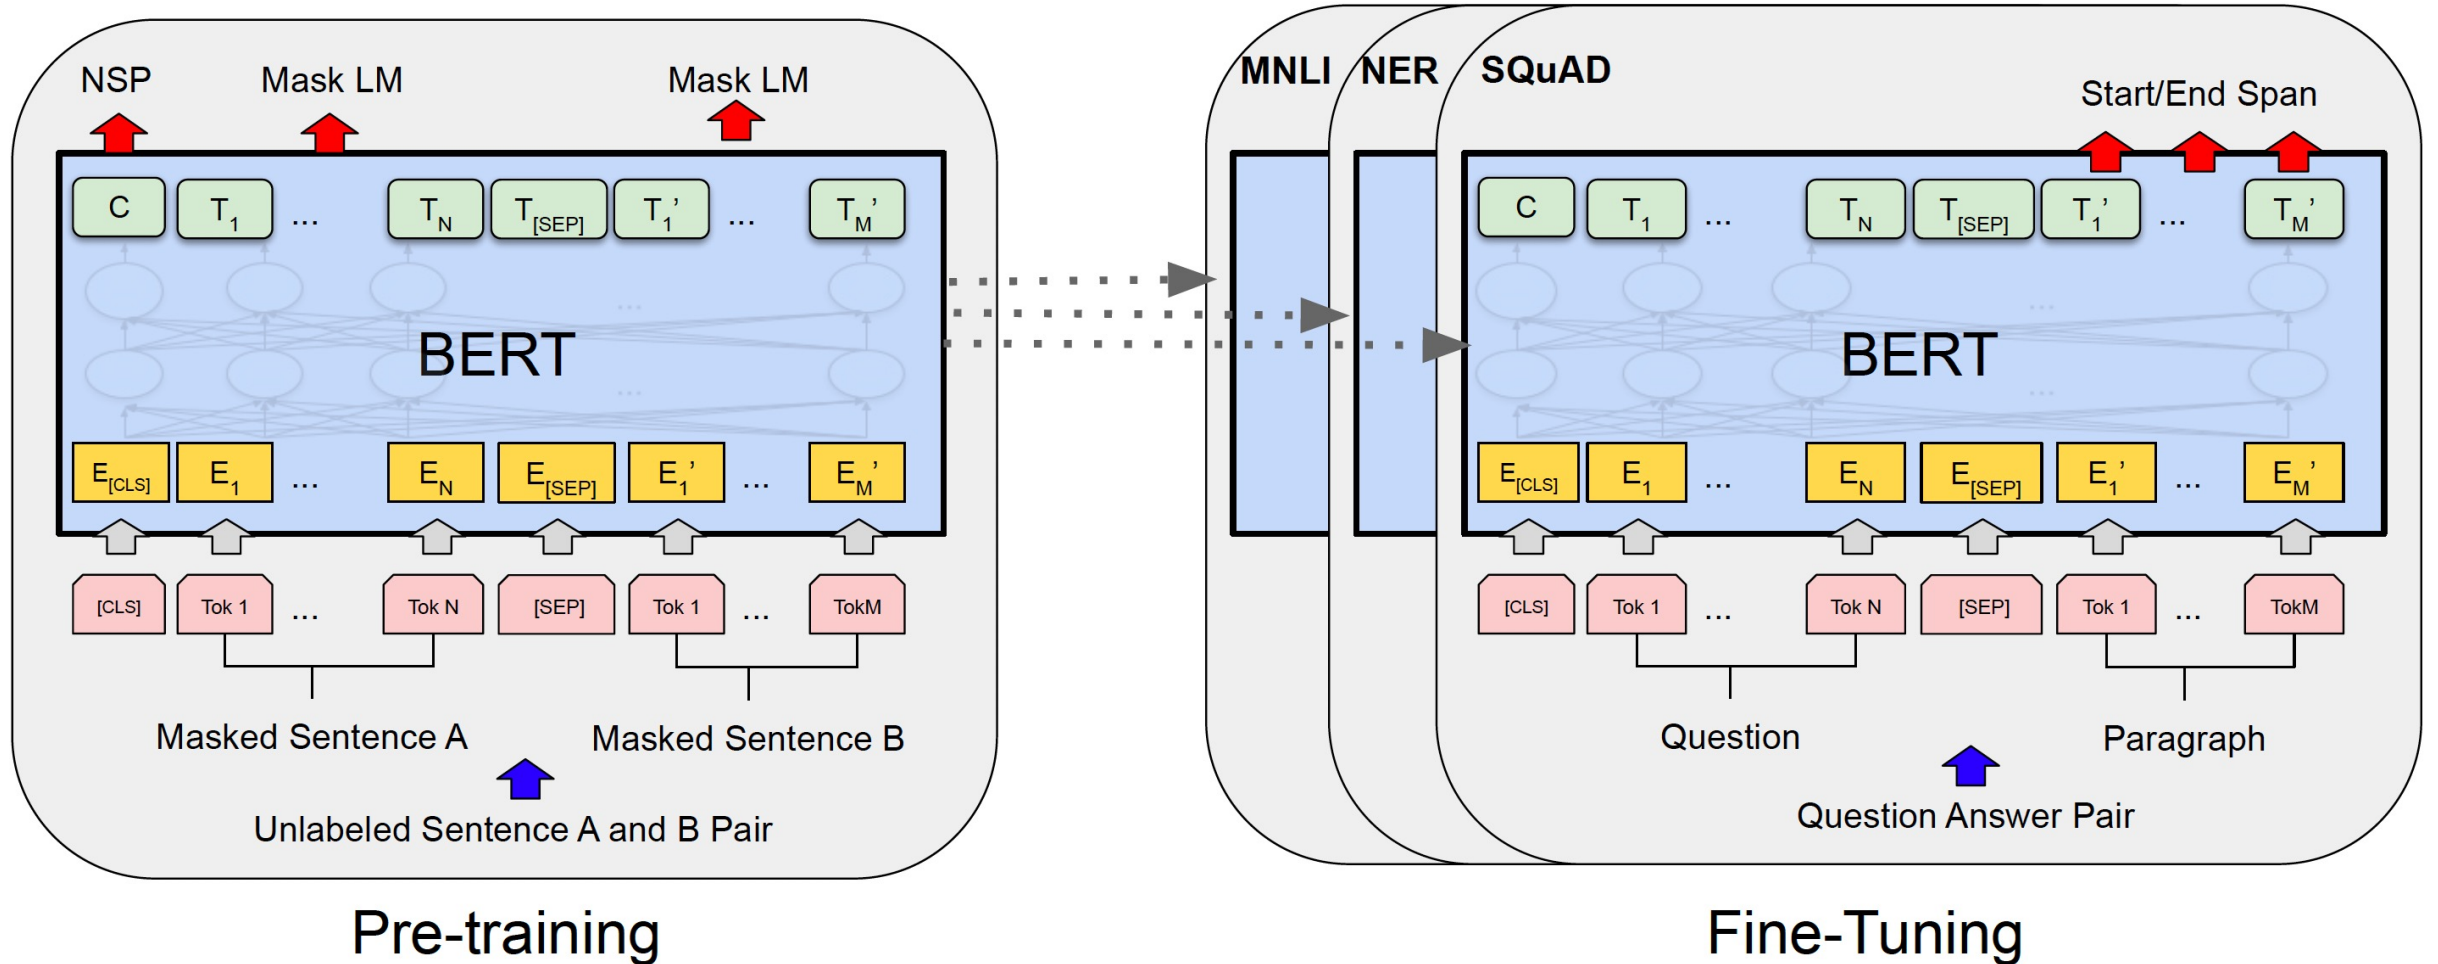 NSP Mask LM Mask LM
C T1 ... TN T[SEP] T1’ ... TM’
...
BERT
...
E[CLS] E1 ... EN E[SEP] E1’ ... EM’
[CLS] Tok 1 ... Tok N [SEP] Tok 1 ... TokM
Masked Sentence A Masked Sentence B
Unlabeled Sentence A and B Pair
Pre-training
MNLI NER SQuAD
Start/End Span
C T1 ... TN T[SEP] T1’ ... TM’
...
BERT
...
E[CLS] E1 ... EN E[SEP] E1’ ... EM’
[CLS] Tok 1 ... Tok N [SEP] Tok 1 ... TokM
Question Paragraph
Question Answer Pair
Fine-Tuning